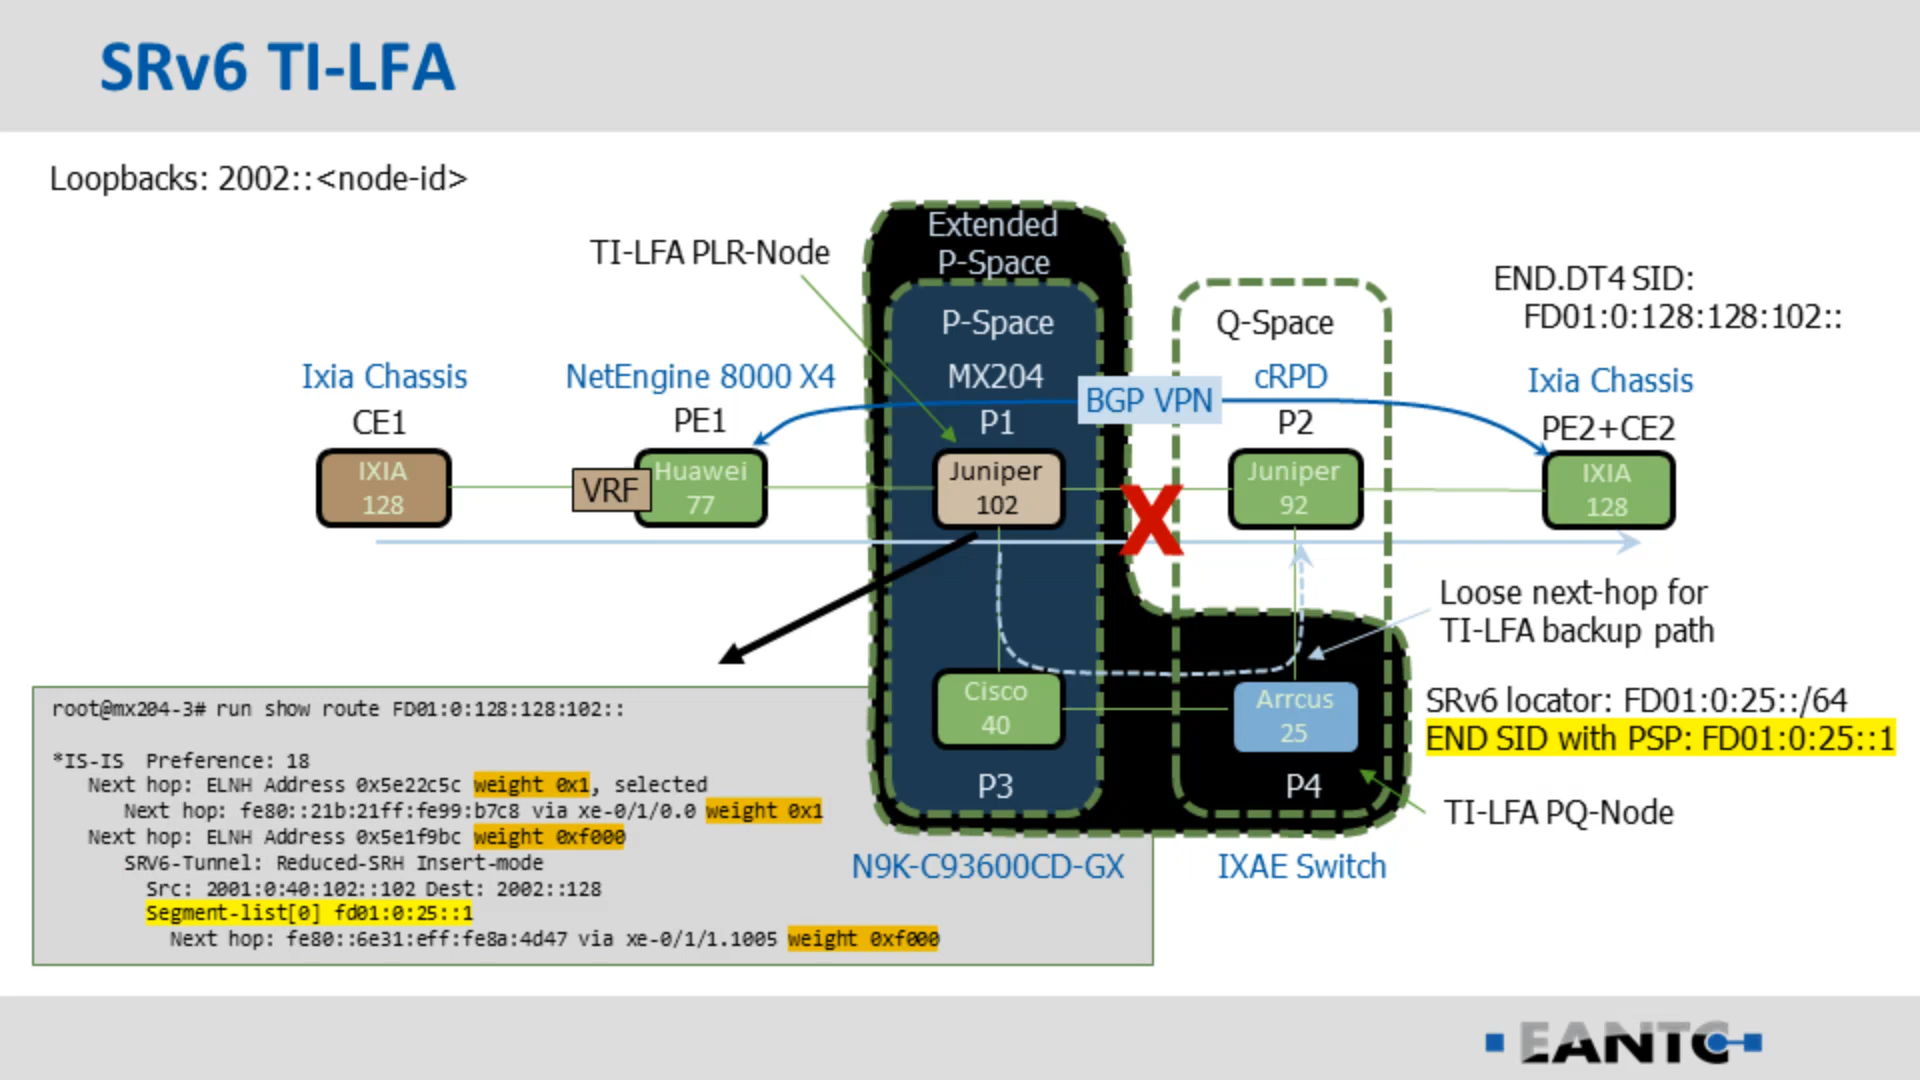 SRv6 TI-LFA
Loopbacks: 2002::<node-id>
TI-LFA PLR-Node
Extended
P-Space
P-Space
Q-Space
END.DT4 SID:
FD01:0:128:128:102::
Ixia Chassis
NetEngine 8000 X4
MX204
BGP VPN
cRPD
Ixia Chassis
CE1
PE1
P1
P2
PE2+CE2
IXIA
128
VRF
Huawei
77
Juniper
102
X
Juniper
92
IXIA
128
Loose next-hop for
TI-LFA backup path
Cisco
40
Arrcus
25
SRv6 locator: FD01:0:25::/64
END SID with PSP: FD01:0:25::1
P3
P4
TI-LFA PQ-Node
N9K-C93600CD-GX
IXAE Switch
root@mx204-3# run show route FD01:0:128:128:102::
*IS-IS  Preference: 18
Next hop: ELNH Address 0x5e22c5c weight 0x1, selected
Next hop: fe80::21b:21ff:fe99:b7c8 via xe-0/1/0.0 weight 0x1
Next hop: ELNH Address 0x5e1f9bc weight 0xf000
SRV6-Tunnel: Reduced-SRH Insert-mode
Src: 2001:0:40:102::102 Dest: 2002::128
Segment-list[0] fd01:0:25::1
Next hop: fe80::6e31:eff:fe8a:4d47 via xe-0/1/1.1005 weight 0xf000
EANTC